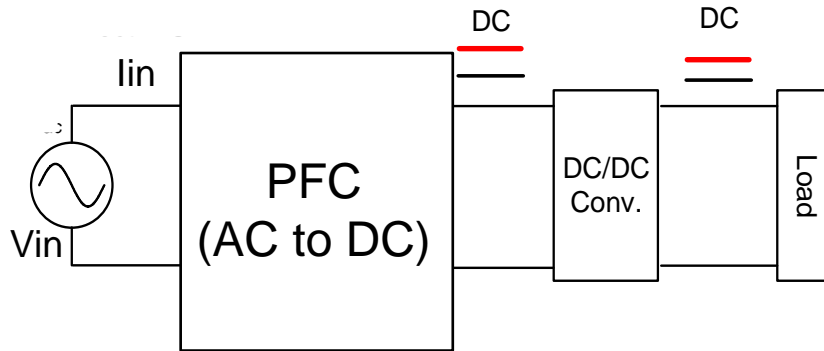 DC
DC
Iin
Vin
PFC
(AC to DC)
DC/DC
Conv.
Load